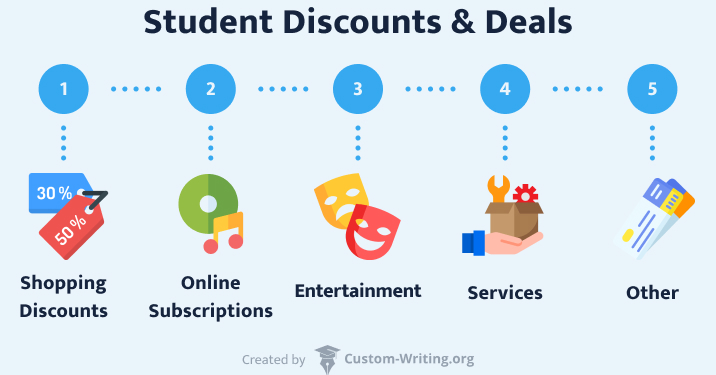 Student Discounts & Deals
1 2 3 4 5
30 %
50 %
Shopping
Discounts
Online
Subscriptions
Entertainment
Services
Other
Created by Custom-Writing.org